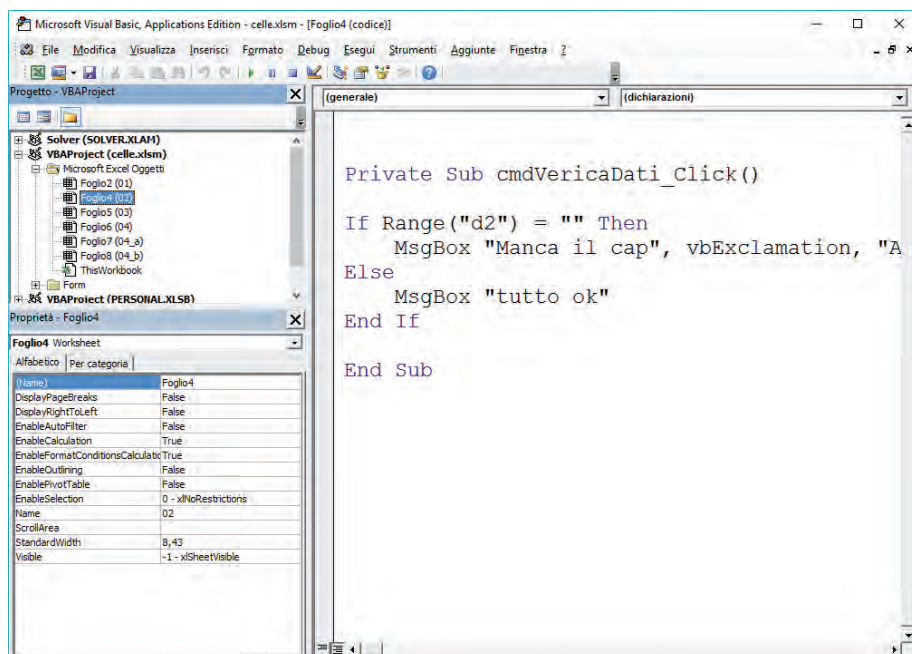 Microsoft Visual Basic, Applications Edition - celle.xlsm - [Foglio4 (codice)]
File Modifica Visualizza Inserisci Formato Debug Esegui Strumenti Aggiunte Finestra ?
Progetto - VBAProject
Solver (SOLVER.XLAM)
VBAProject (celle.xlsm)
Microsoft Excel Oggetti
Foglio2 (01)
Foglio4 (02)
Foglio5 (03)
Foglio6 (04)
Foglio7 (04_a)
Foglio8 (04_b)
ThisWorkbook
Form
VBAProject (PERSONAL.XLSB)
Proprietà - Foglio4
Foglio4 Worksheet
Alfabetico Per categoria
(Name) Foglio4
DisplayPageBreaks False
DisplayRightToLeft False
EnableAutoFilter False
EnableCalculation True
EnableFormatConditionsCalculatic True
EnableOutlining False
EnablePivotTable False
EnableSelection 0 - xlNoRestrictions
Name 02
ScrollArea
StandardWidth 8,43
Visible -1 - xlSheetVisible
(generale) (dichiarazioni)
Private Sub cmdVericaDati_Click()
If Range("d2") = "" Then
MsgBox "Manca il cap", vbExclamation, "A
Else
MsgBox "tutto ok"
End If
End Sub